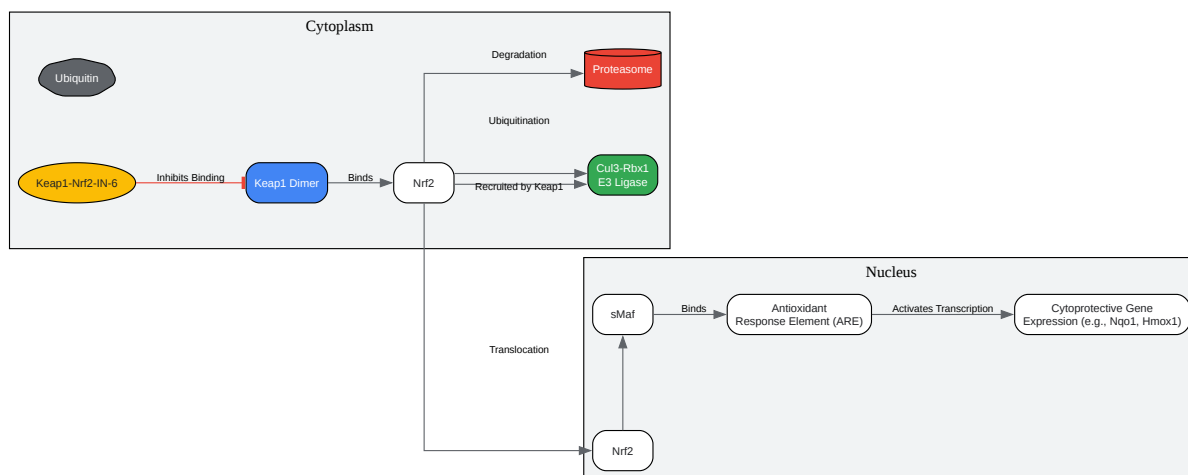 Cytoplasm
Degradation
Ubiquitin
Proteasome
Ubiquitination
Keap1-Nrf2-IN-6
Inhibits Binding
Keap1 Dimer
Binds
Nrf2
Recruited by Keap1
Cul3-Rbx1
E3 Ligase
Nucleus
sMaf
Binds
Antioxidant
Response Element (ARE)
Activates Transcription
Cytoprotective Gene
Expression (e.g., Nqo1, Hmox1)
Translocation
Nrf2